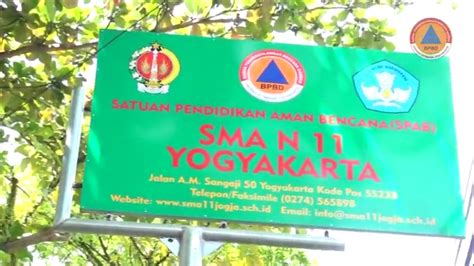 BPBD
BPBD
SATUAN PENDIDIKAN AMAN BENCANA(SPAB)
SMA N 11
YOGYAKARTA
Jalan A.M. Sangaji 50 Yogyakarta Kode Pos 55233
Telepon/Faksimile (0274) 565898
Website: www.sma11jogja.sch.id Email: info@sma11jogja.sch.id